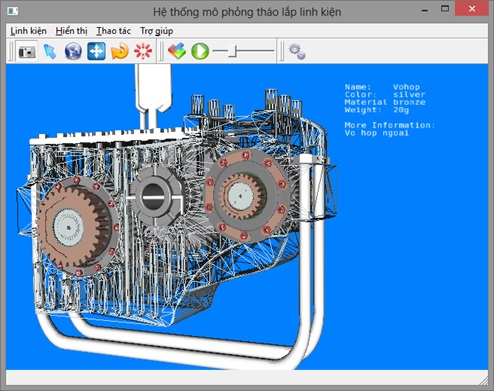 Hệ thống mô phỏng tháo lắp linh kiện
Linh kiện Hiển thị Thao tác Trợ giúp
Name: Vohop
Color: silver
Material bronze
Weight: 20g
More Information:
Vo hop ngoai